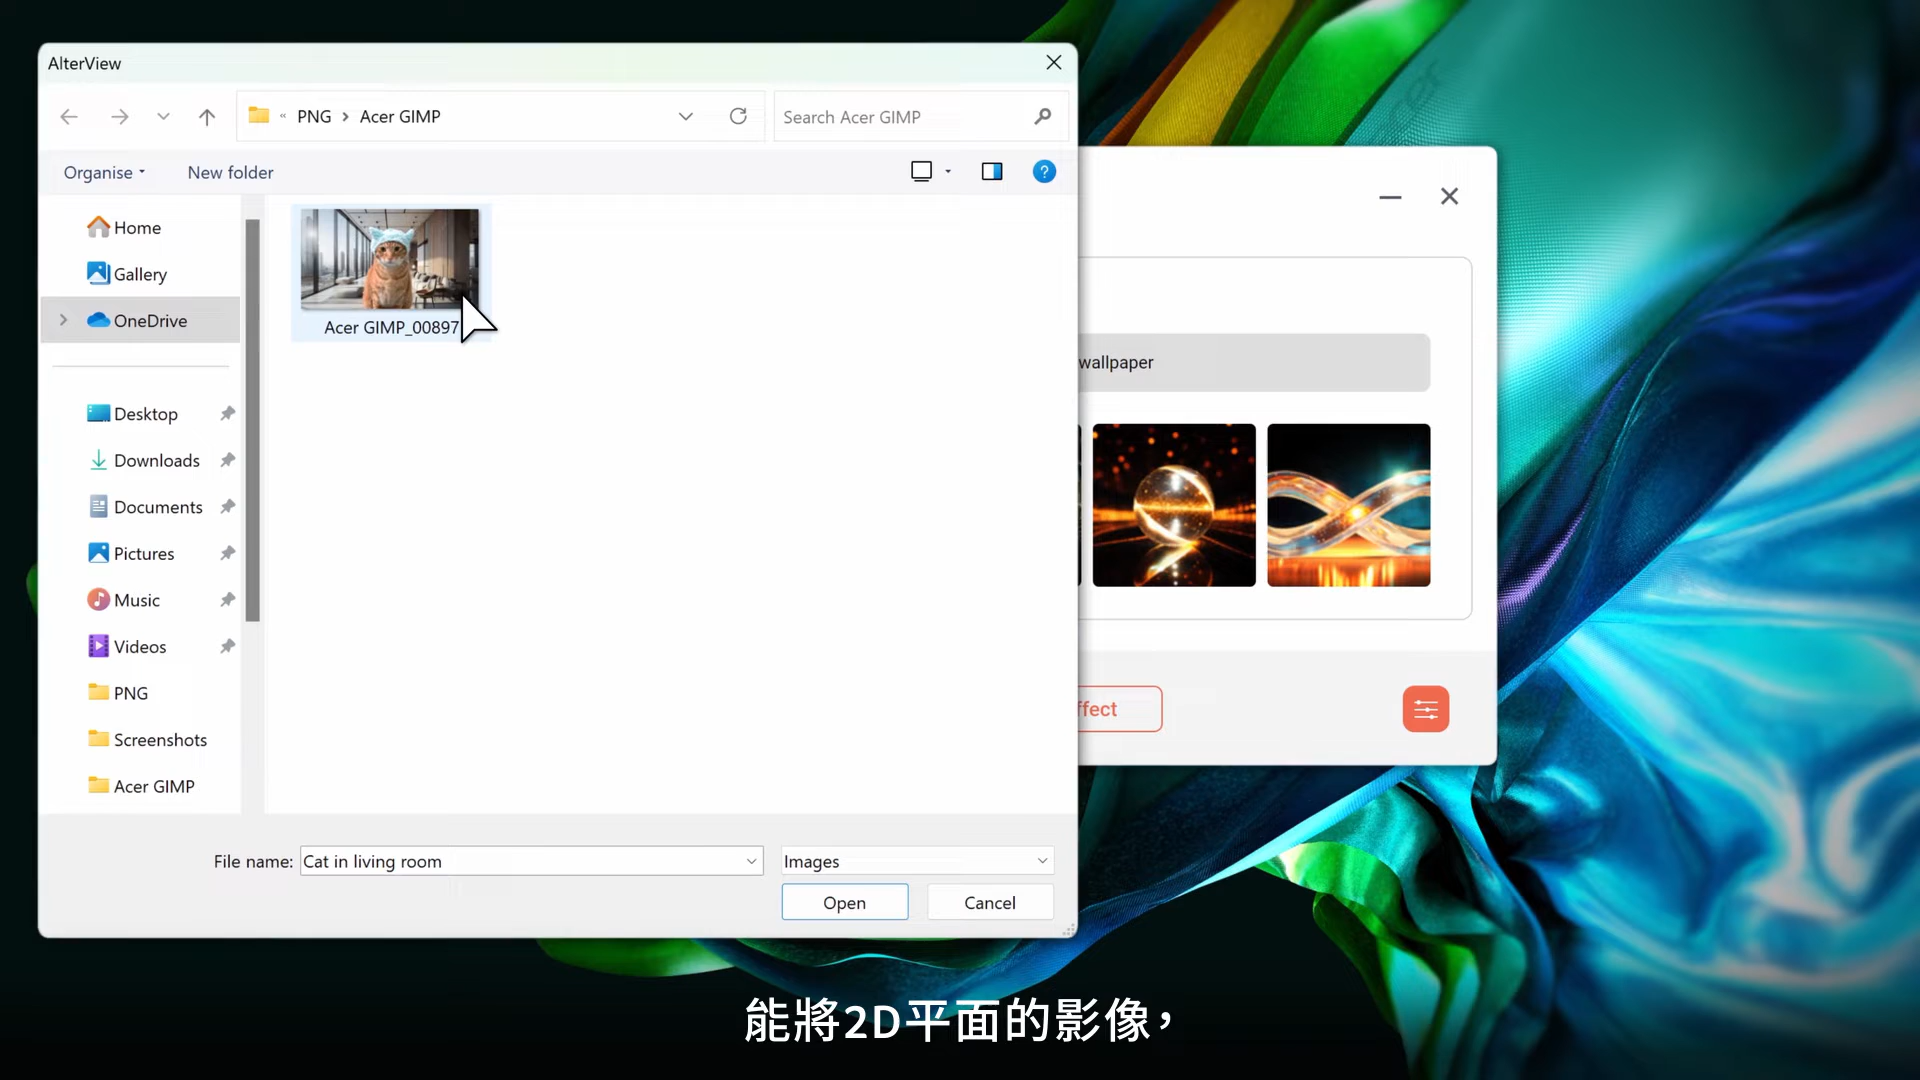 AlterView
« PNG > Acer GIMP
Search Acer GIMP
Organise
New folder
?
Home
Gallery
OneDrive
Desktop
Downloads
Documents
Pictures
Music
Videos
PNG
Screenshots
Acer GIMP
Acer GIMP_00897
wallpaper
ffect
File name: Cat in living room
Images
Open
Cancel
能將2D平面的影像，